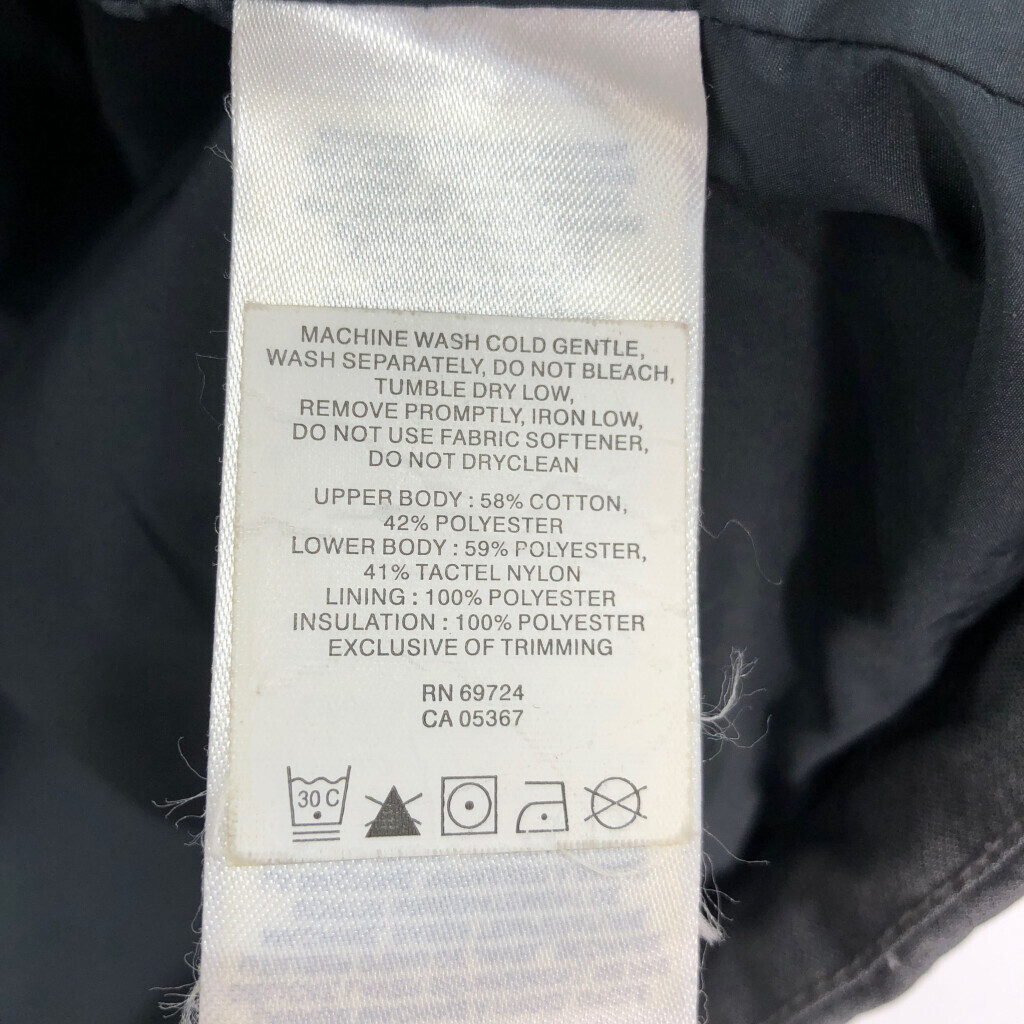 MACHINE WASH COLD GENTLE,
WASH SEPARATELY, DO NOT BLEACH,
TUMBLE DRY LOW,
REMOVE PROMPTLY, IRON LOW,
DO NOT USE FABRIC SOFTENER,
DO NOT DRYCLEAN
UPPER BODY : 58% COTTON,
42% POLYESTER
LOWER BODY : 59% POLYESTER,
41% TACTEL NYLON
LINING : 100% POLYESTER
INSULATION : 100% POLYESTER
EXCLUSIVE OF TRIMMING
RN 69724
CA 05367
30 C